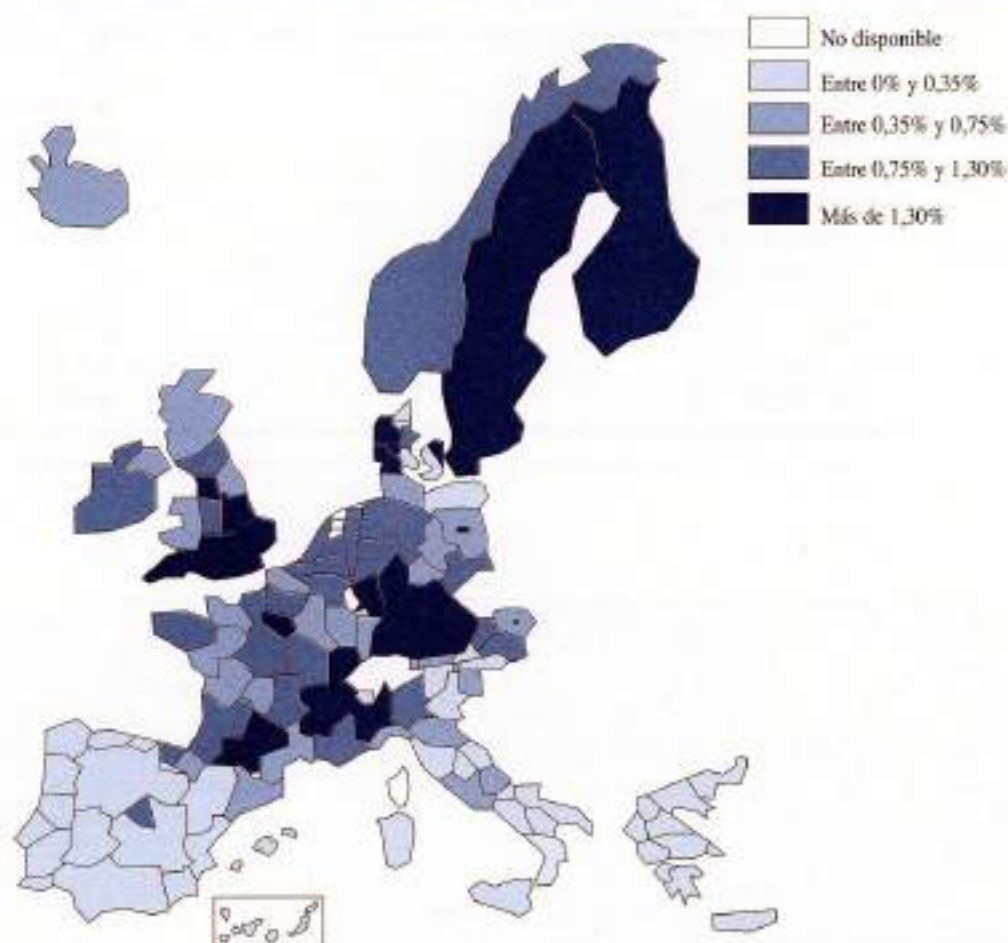 No disponible
Entre 0% y 0,35%
Entre 0,35% y 0,75%
Entre 0,75% y 1,30%
Más de 1,30%